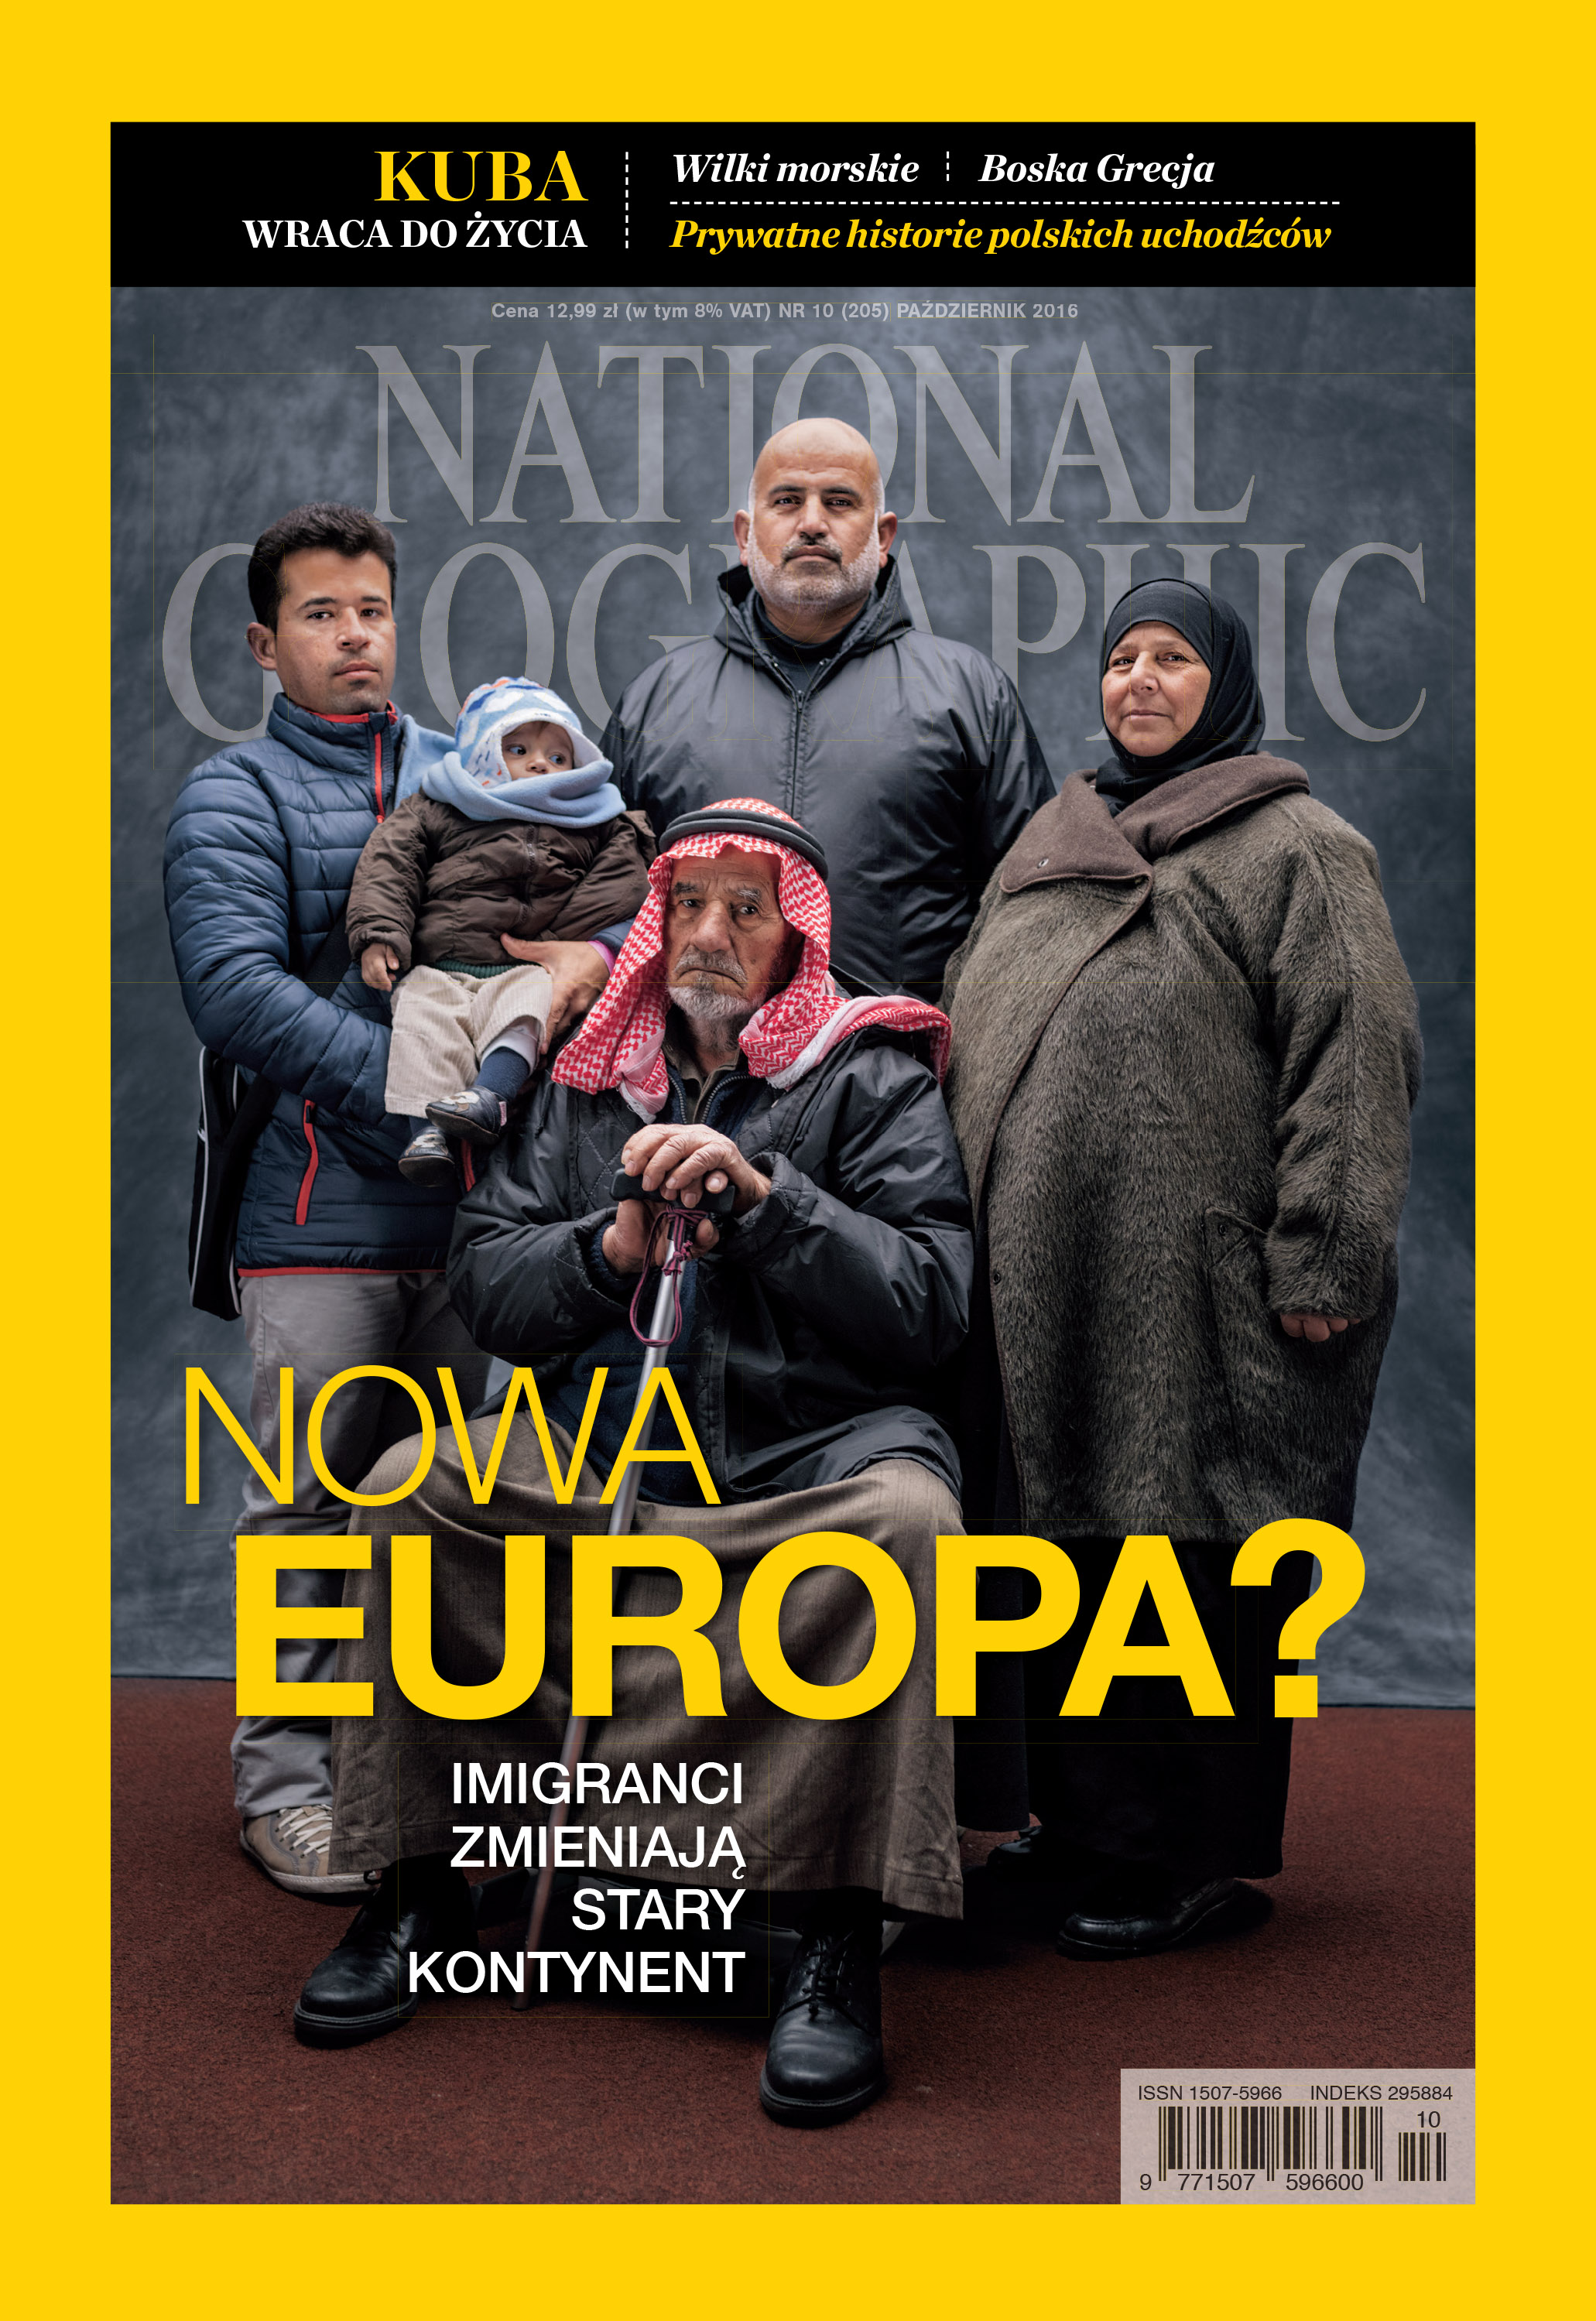 KUBA
WRACA DO ŻYCIA
Wilki morskie
Boska Grecja
Prywatne historie polskich uchodźców
Cena 12,99 zł (w tym 8% VAT) NR 10 (205) PAŹDZIERNIK 2016
NATIONAL
GEOGRAPHIC
NOWA
EUROPA?
IMIGRANCI
ZMIENIAJĄ
STARY
KONTYNENT
ISSN 1507-5966 INDEKS 295884
10
9 771507 596600